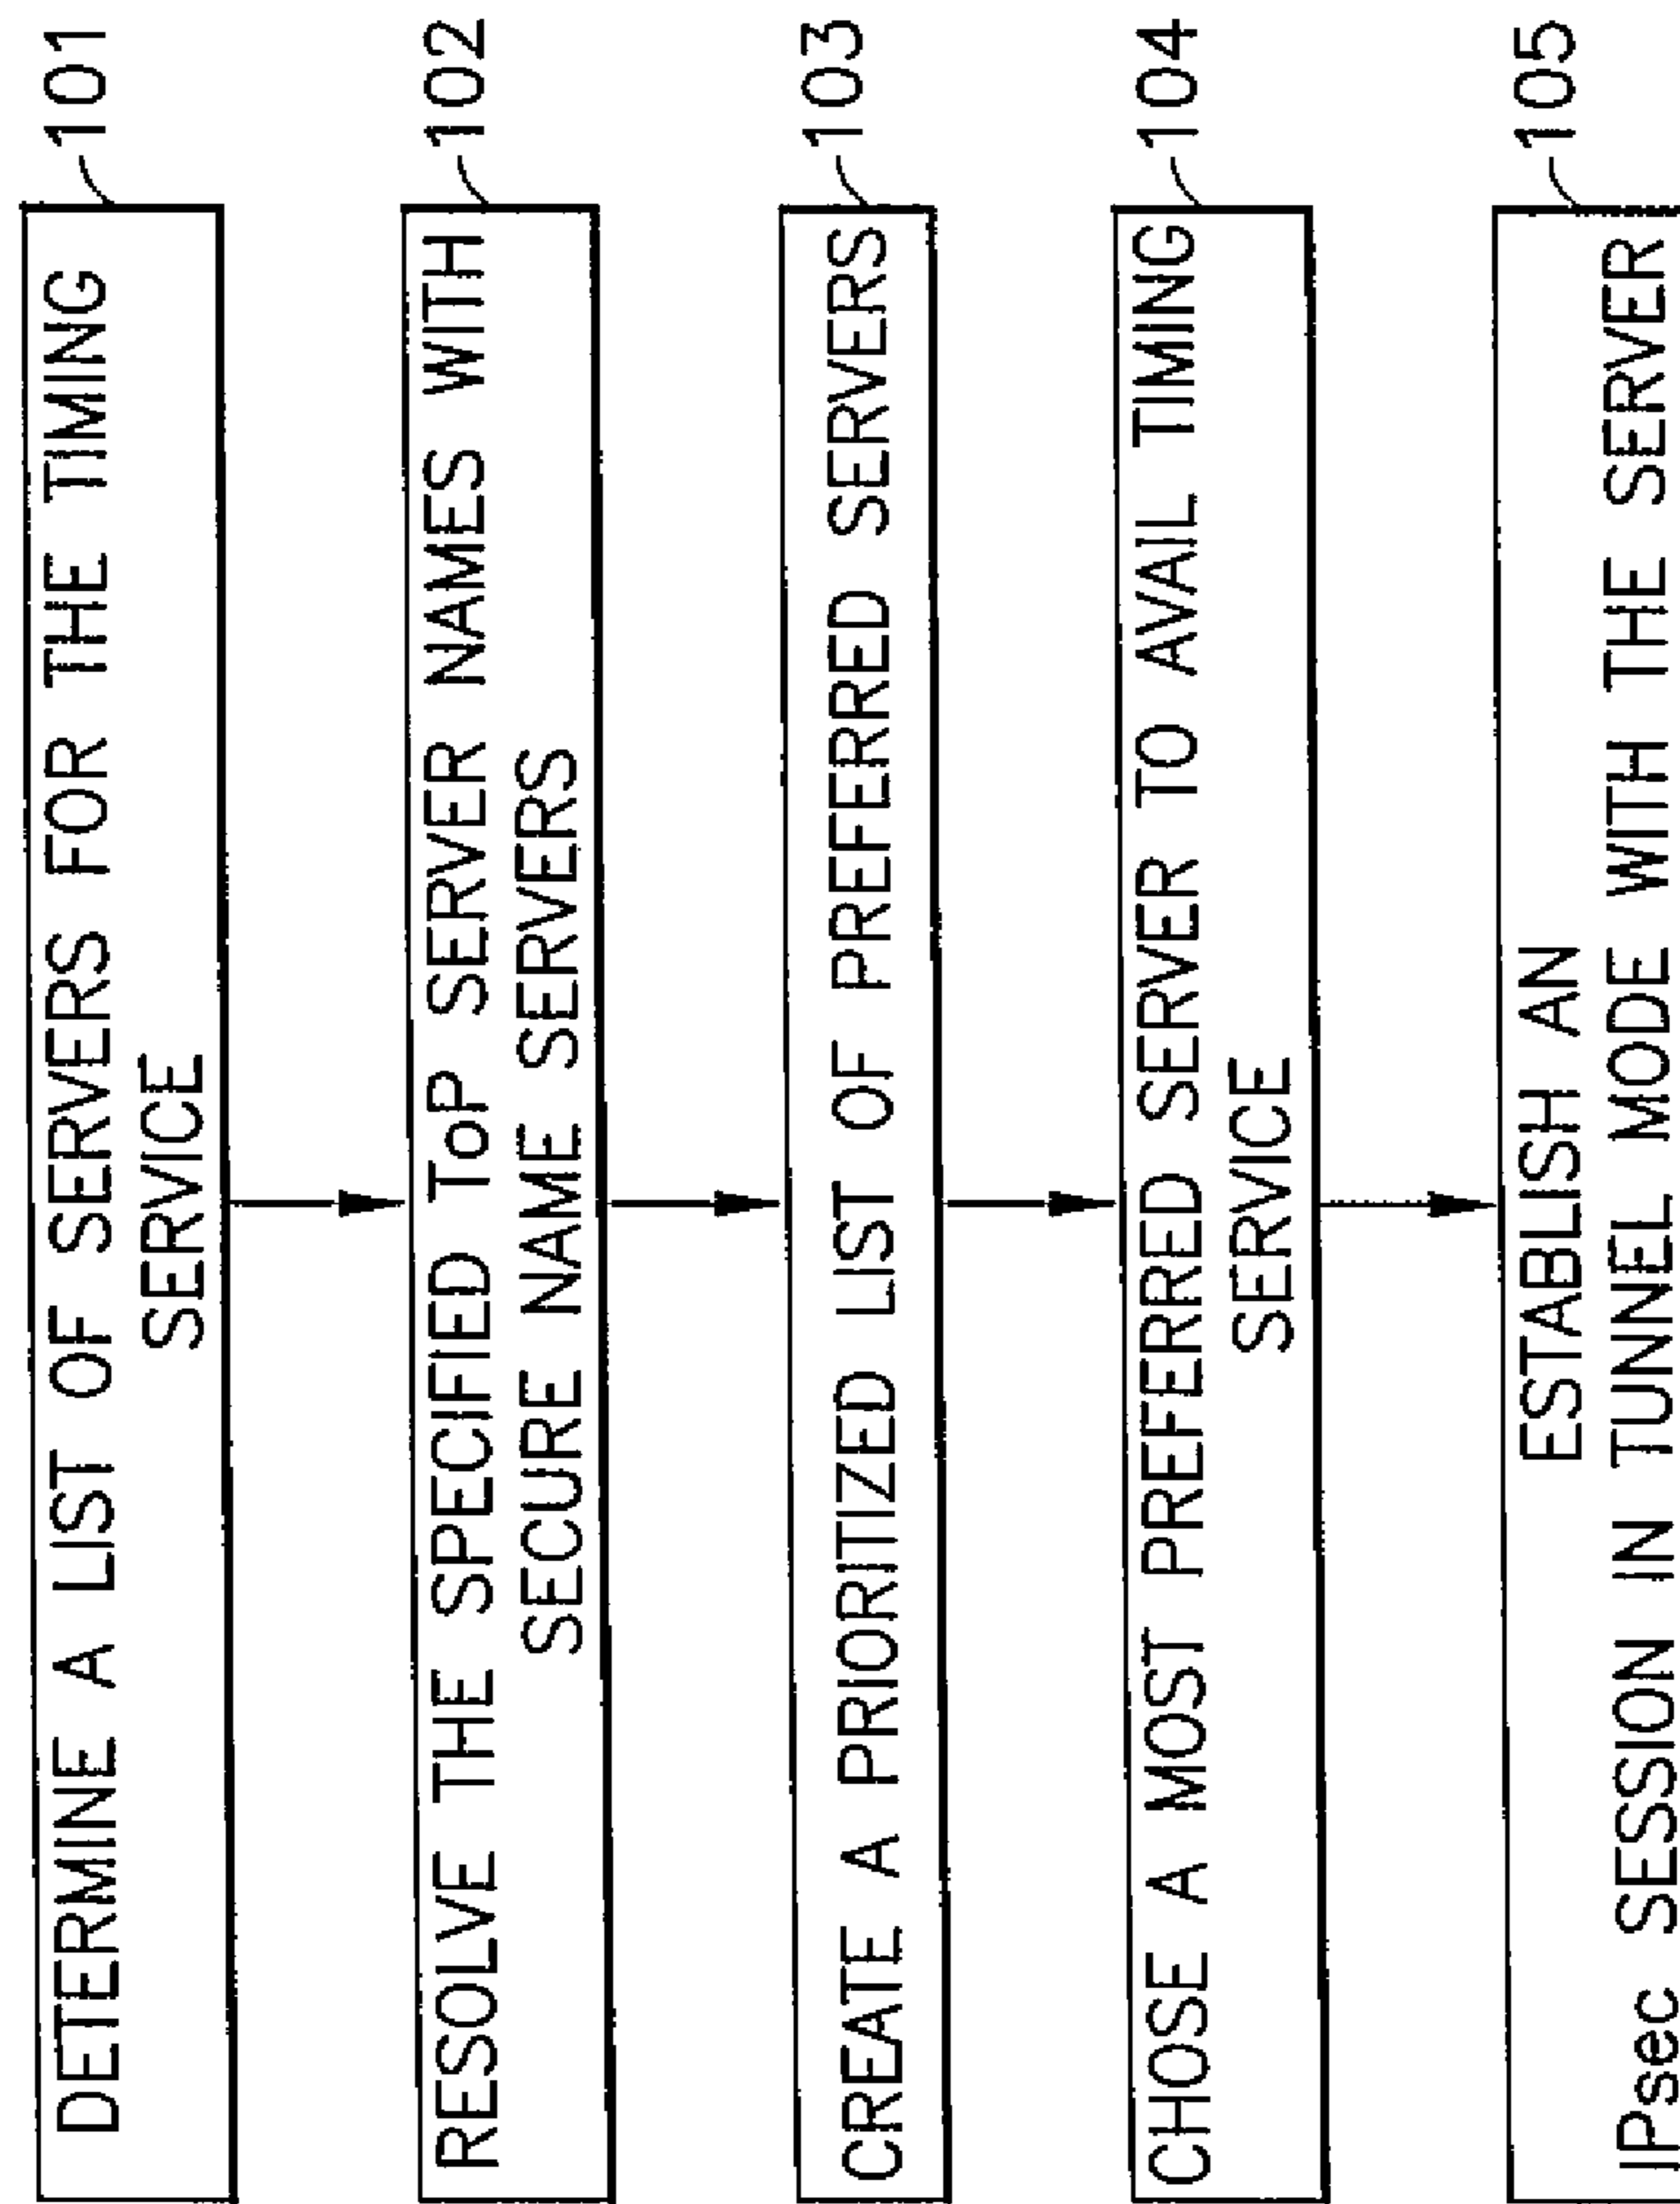 DETERMINE A LIST OF SERVERS FOR THE TIMING
SERVICE
101
RESOLVE THE SPECIFIED ToP SERVER NAMES WITH
SECURE NAME SERVERS
102
CREATE A PRIORITIZED LIST OF PREFERRED SERVERS
103
CHOSE A MOST PREFERRED SERVER TO AVAIL TIMING
SERVICE
104
ESTABLISH AN
IPsec SESSION IN TUNNEL MODE WITH THE SERVER
105